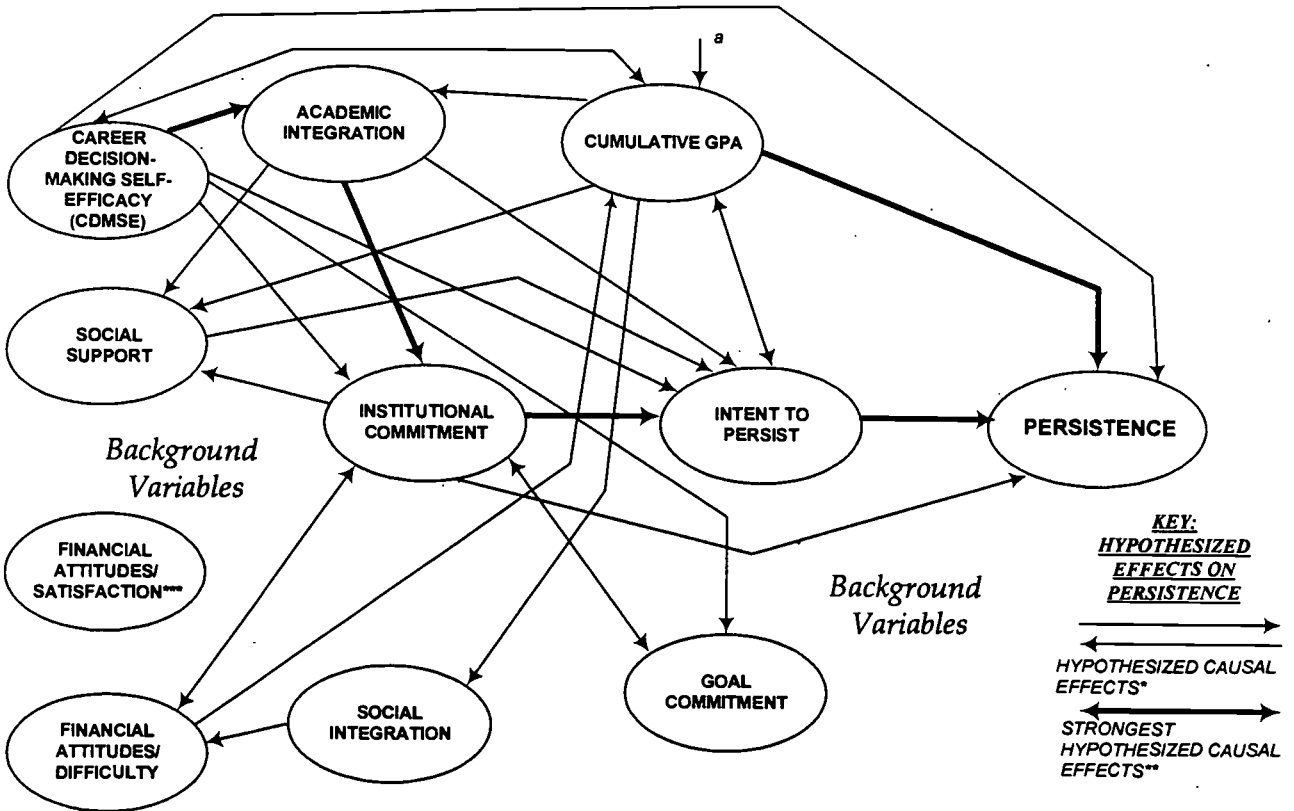 a
CAREER
DECISION-
MAKING SELF-
EFFICACY
(CDMSE)
ACADEMIC
INTEGRATION
CUMULATIVE GPA
SOCIAL
SUPPORT
INSTITUTIONAL
COMMITMENT
INTENT TO
PERSIST
PERSISTENCE
Background
Variables
FINANCIAL
ATTITUDES/
SATISFACTION***
FINANCIAL
ATTITUDES/
DIFFICULTY
SOCIAL
INTEGRATION
GOAL
COMMITMENT
Background
Variables
KEY:
HYPOTHESIZED
EFFECTS ON
PERSISTENCE
HYPOTHESIZED CAUSAL
EFFECTS*
STRONGEST
HYPOTHESIZED CAUSAL
EFFECTS**